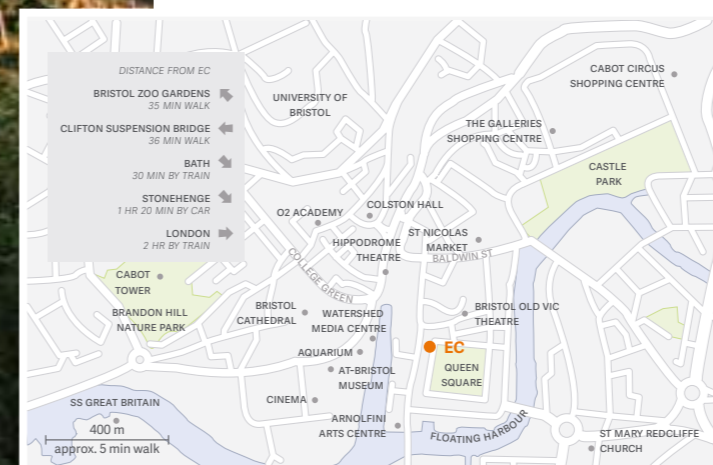 DISTANCE FROM EC
BRISTOL ZOO GARDENS
35 MIN WALK
CLIFTON SUSPENSION BRIDGE
36 MIN WALK
BATH
30 MIN BY TRAIN
STONEHENGE
1 HR 20 MIN BY CAR
LONDON
2 HR BY TRAIN
UNIVERSITY OF
BRISTOL
CABOT CIRCUS
SHOPPING CENTRE
THE GALLERIES
SHOPPING CENTRE
CASTLE
PARK
O2 ACADEMY
COLSTON HALL
HIPPODROME
THEATRE
ST NICOLAS
MARKET
BALDWIN ST
COLLEGE GREEN
CABOT
TOWER
BRANDON HILL
NATURE PARK
BRISTOL
CATHEDRAL
WATERSHED
MEDIA CENTRE
BRISTOL OLD VIC
THEATRE
EC
AQUARIUM
QUEEN
SQUARE
AT-BRISTOL
MUSEUM
CINEMA
ARNOLFINI
ARTS CENTRE
FLOATING HARBOUR
ST MARY REDCLIFFE
CHURCH
SS GREAT BRITAIN
400 m
approx. 5 min walk